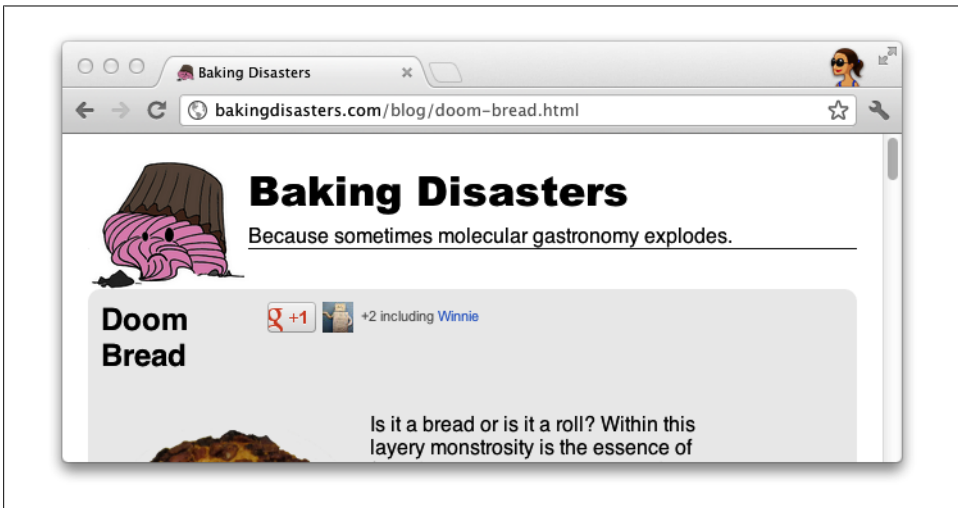 Baking Disasters
bakingdisasters.com/blog/doom-bread.html
Baking Disasters
Because sometimes molecular gastronomy explodes.
Doom
Bread
g +1
+2 including Winnie
Is it a bread or is it a roll? Within this
layery monstrosity is the essence of